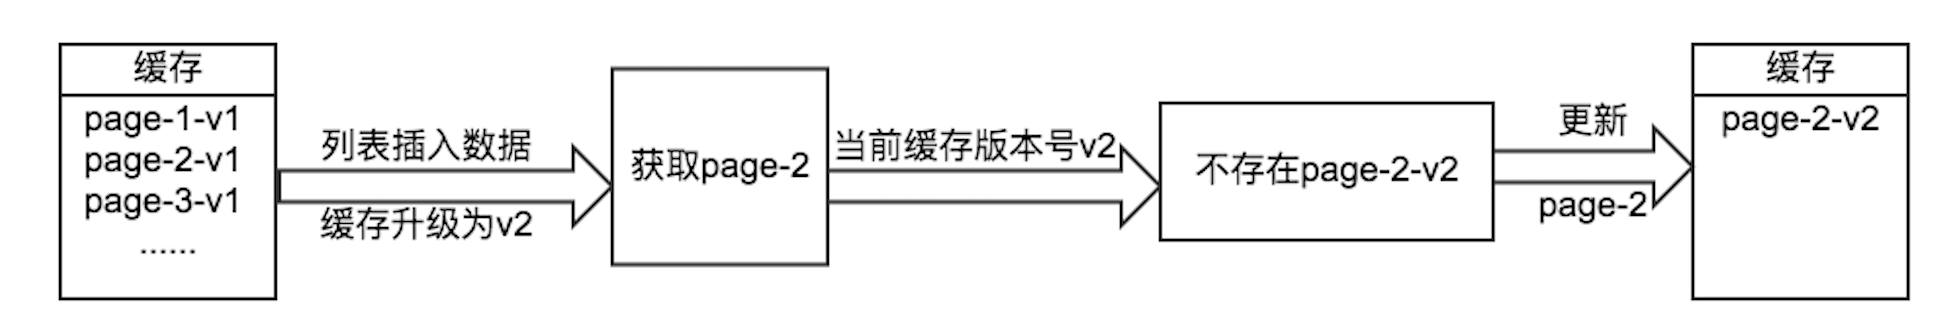 缓存
page-1-v1
page-2-v1
page-3-v1
......
列表插入数据
缓存升级为v2
获取page-2
当前缓存版本号v2
不存在page-2-v2
更新
page-2
缓存
page-2-v2